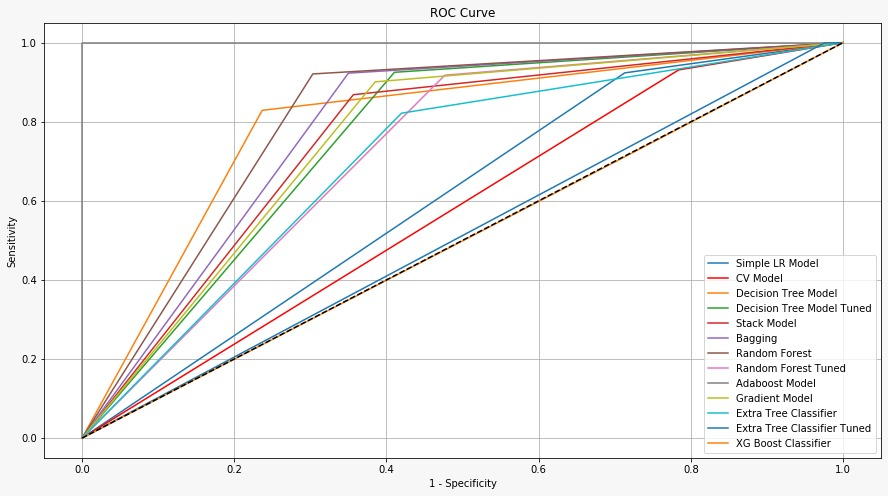 ROC Curve
1.0
0.8
0.6
0.4
0.2
0.0
Sensitivity
Simple LR Model
CV Model
Decision Tree Model
Decision Tree Model Tuned
Stack Model
Bagging
Random Forest
Random Forest Tuned
Adaboost Model
Gradient Model
Extra Tree Classifier
Extra Tree Classifier Tuned
XG Boost Classifier
0.0 0.2 0.4 0.6 0.8 1.0
1 - Specificity